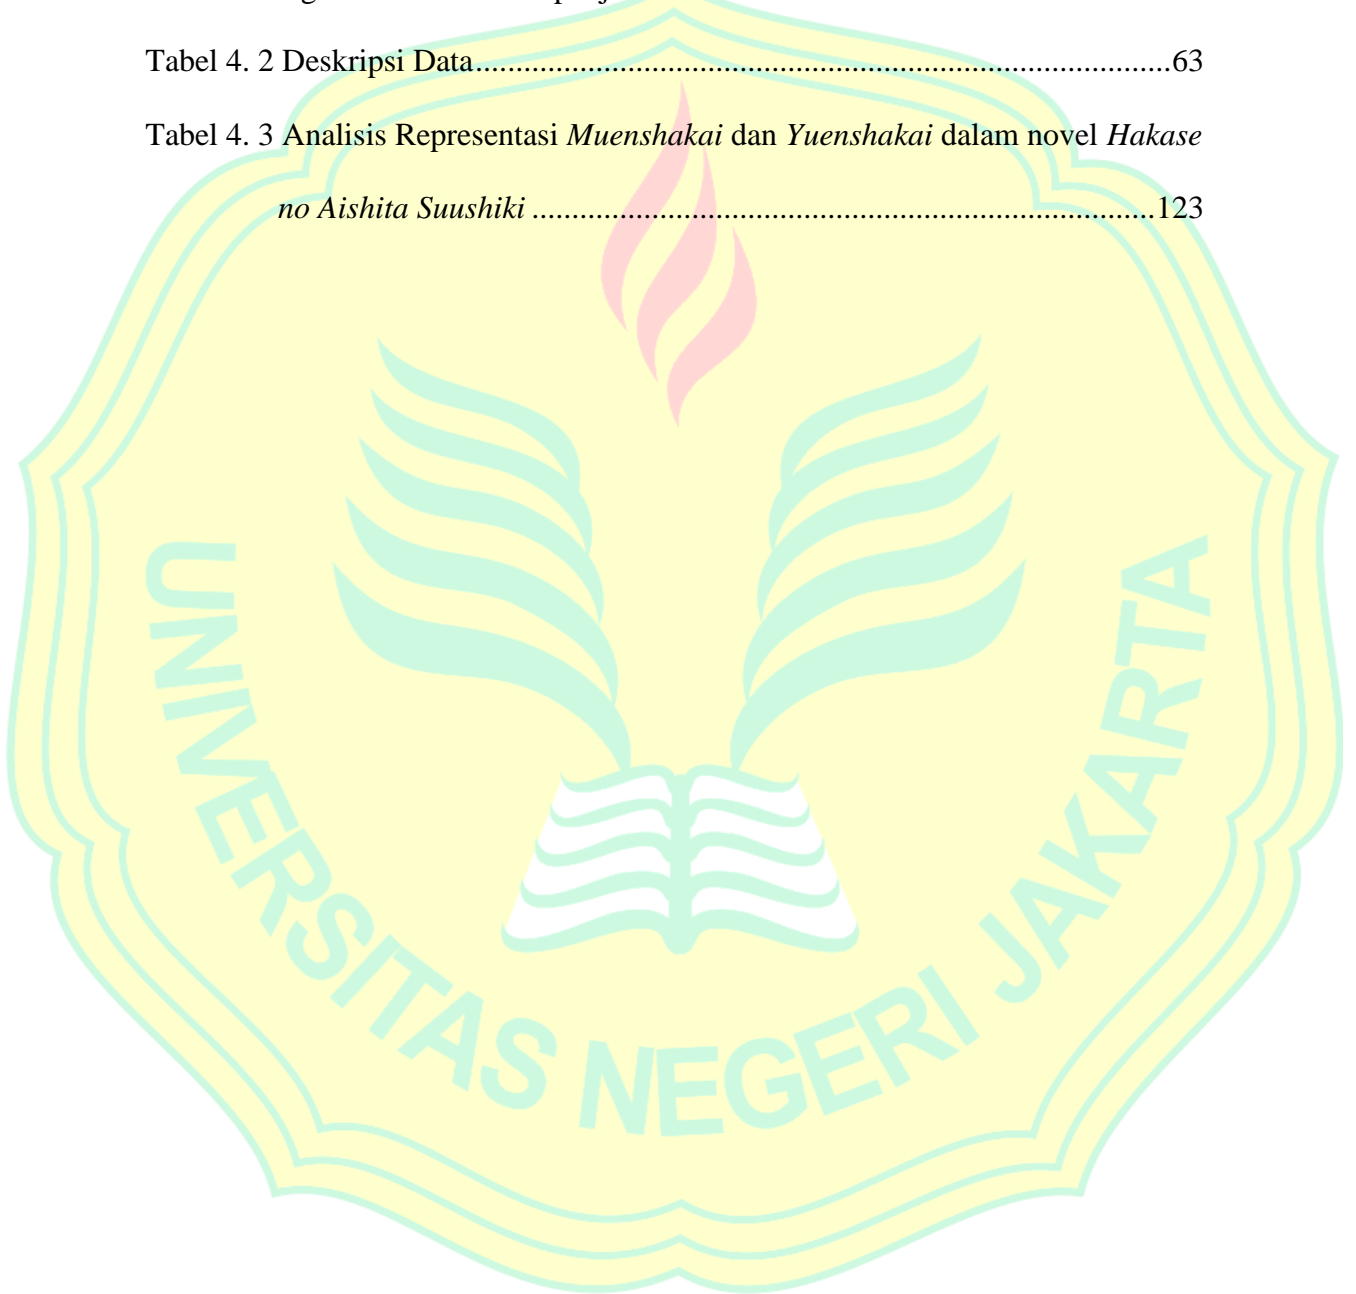 Tabel 4. 2 Deskripsi Data......................................................................................63
Tabel 4. 3 Analisis Representasi Muenshakai dan Yuenshakai dalam novel Hakase
no Aishita Suushiki .............................................................................123
UNIVERSITAS NEGERI JAKARTA